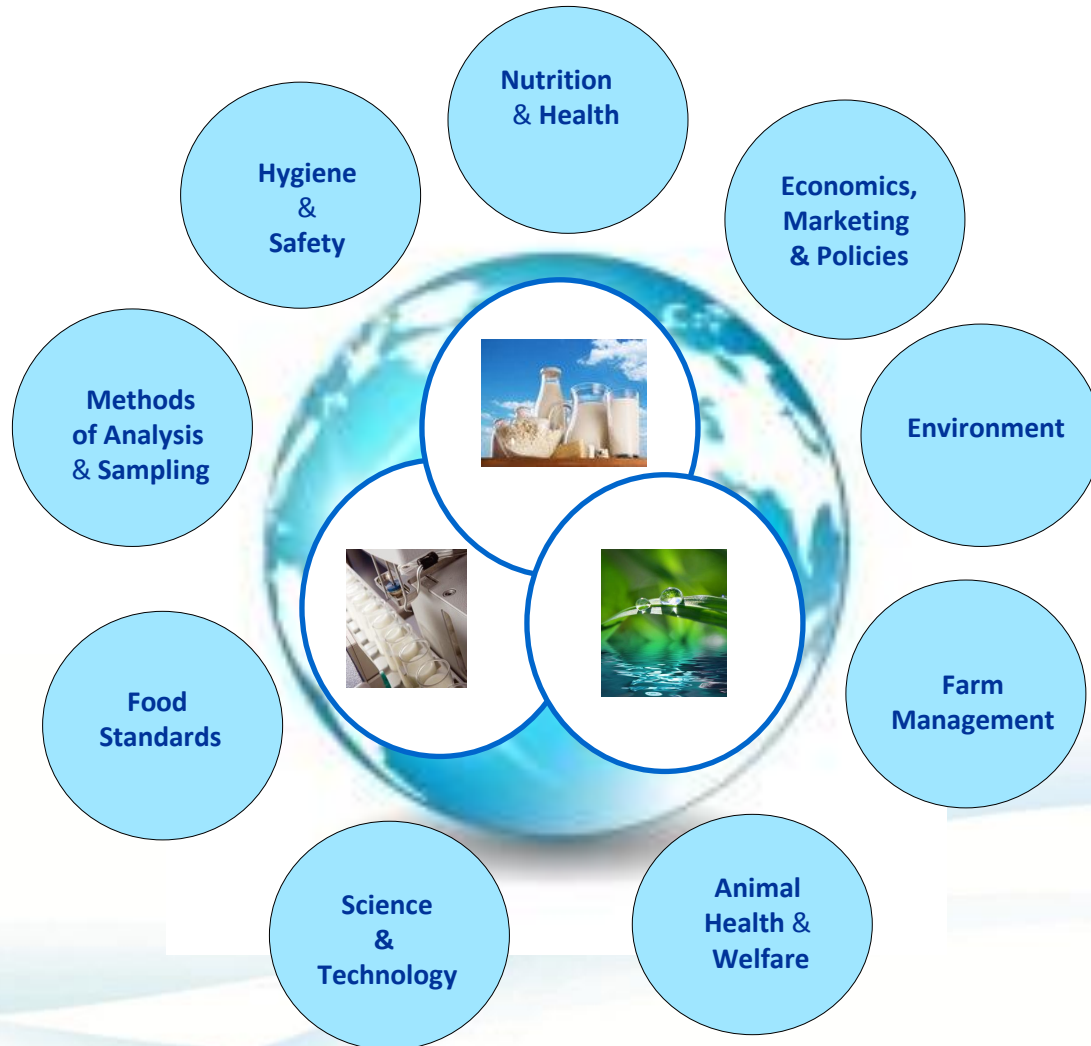 Nutrition
& Health
Hygiene
&
Safety
Economics,
Marketing
& Policies
Methods
of Analysis
& Sampling
Environment
Food
Standards
Farm
Management
Science
&
Technology
Animal
Health &
Welfare